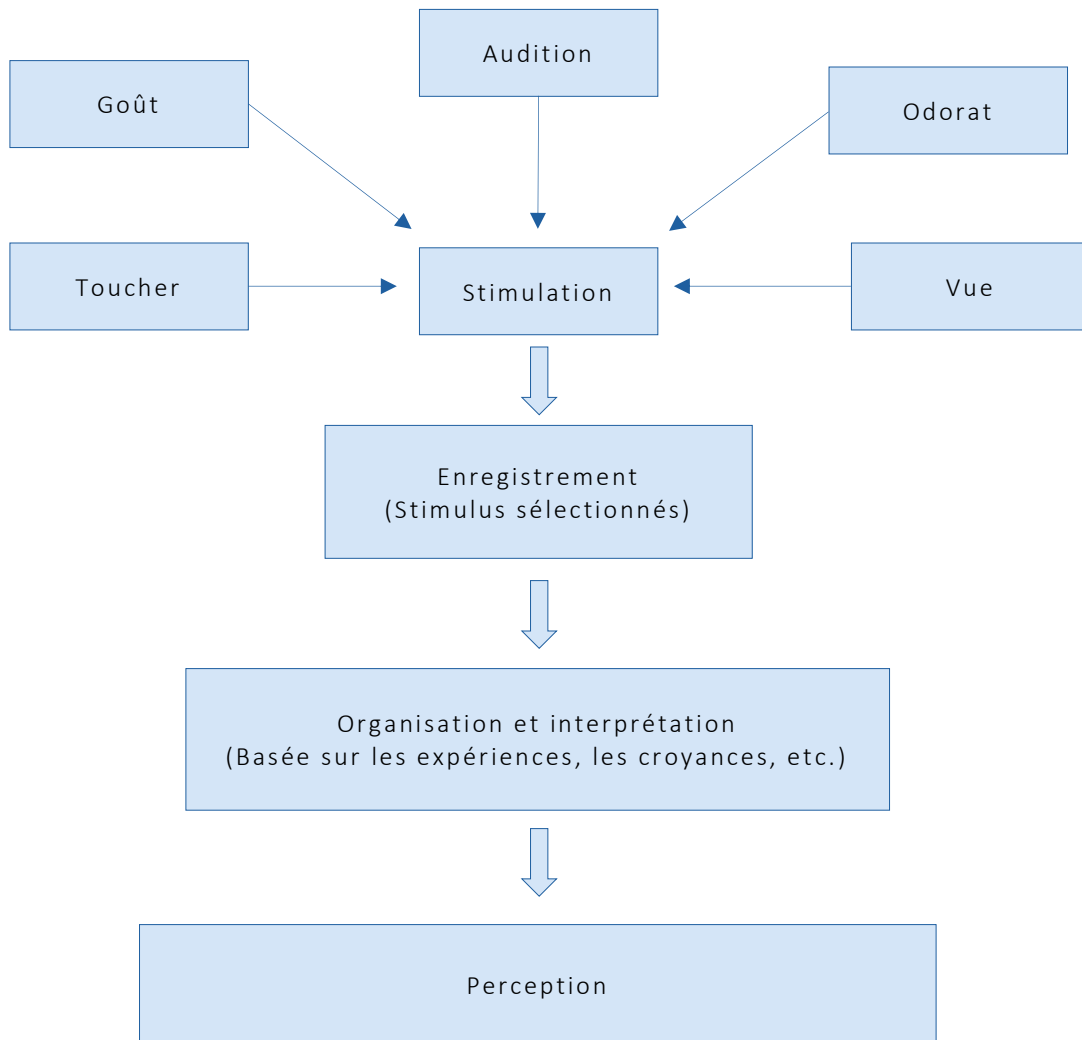 Audition
Goût
Odorat
Toucher
Stimulation
Vue
Enregistrement
(Stimulus sélectionnés)
Organisation et interprétation
(Basée sur les expériences, les croyances, etc.)
Perception